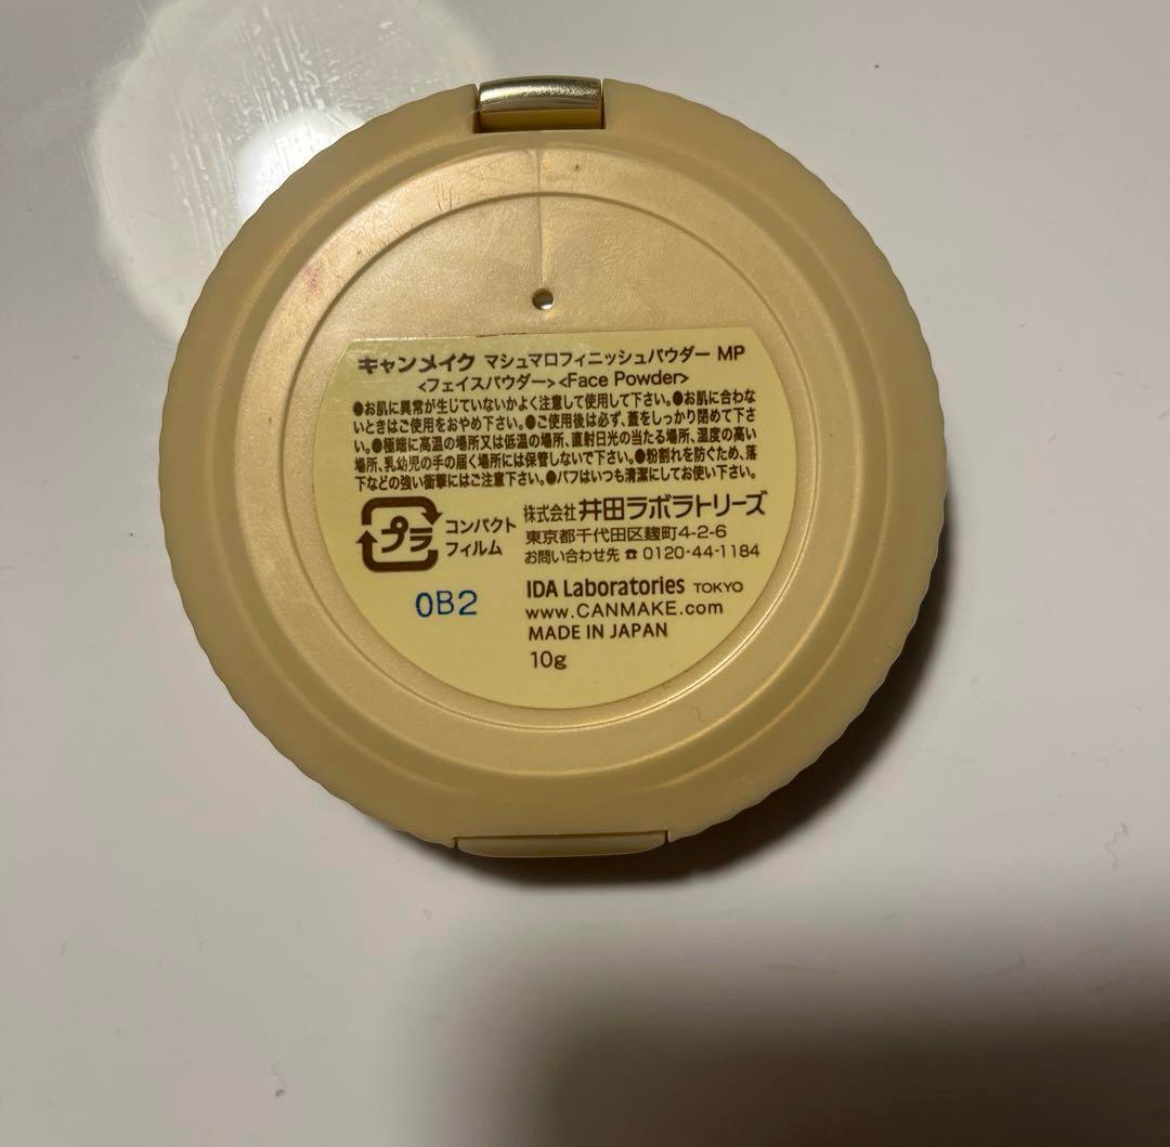 キャンメイク マシュマロフィニッシュパウダー MP
<フェイスパウダー><Face Powder>
●お肌に異常が生じていないかよく注意して使用して下さい。●お肌に合わな
いときはご使用をおやめ下さい。●ご使用後は必ず、蓋をしっかり閉めて下さ
い。●極端に高温の場所又は低温の場所、直射日光の当たる場所、湿度の高い
場所、乳幼児の手の届く場所には保管しないで下さい。●粉割れを防ぐため、落
下などの強い衝撃にはご注意下さい。●パフはいつも清潔にしてお使い下さい。
プラ
コンパクト
フィルム
株式会社 井田ラボラトリーズ
東京都千代田区麹町4-2-6
お問い合わせ先 ☎ 0120-44-1184
0B2
IDA Laboratories TOKYO
www.CANMAKE.com
MADE IN JAPAN
10g